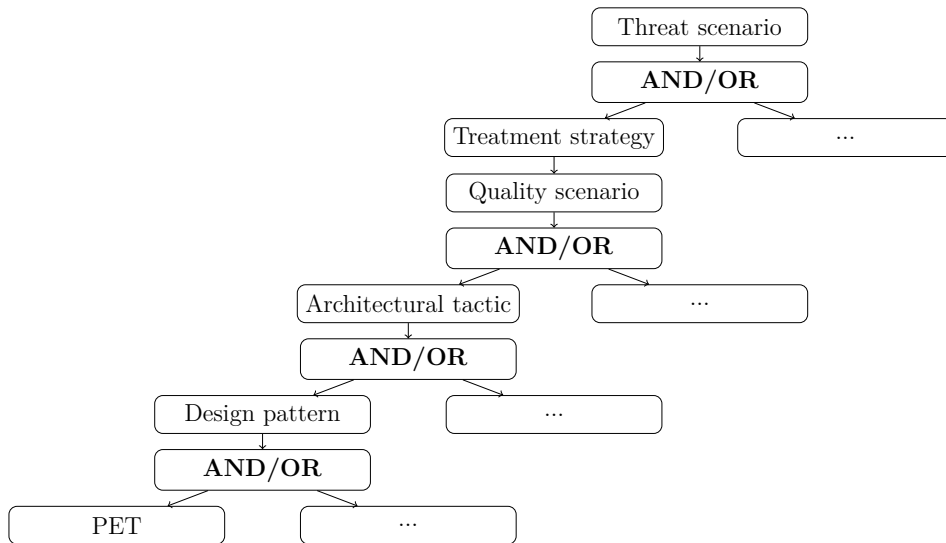 Threat scenario
AND/OR
Treatment strategy
...
Quality scenario
AND/OR
Architectural tactic
...
AND/OR
Design pattern
...
AND/OR
PET
...